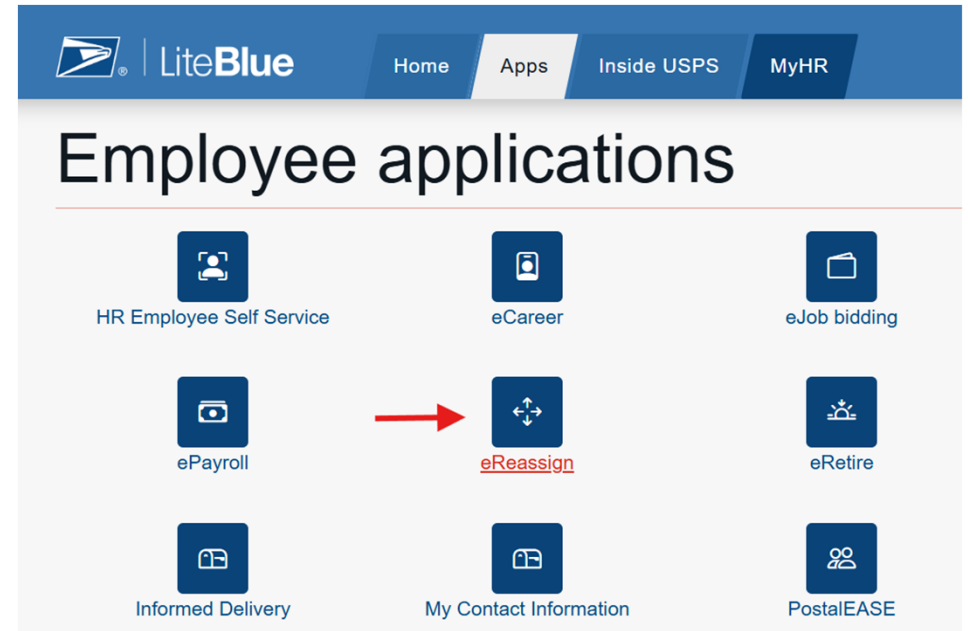 LiteBlue
Home Apps Inside USPS MyHR
Employee applications
HR Employee Self Service eCareer eJob bidding
ePayroll eReassign eRetire
Informed Delivery My Contact Information PostalEASE